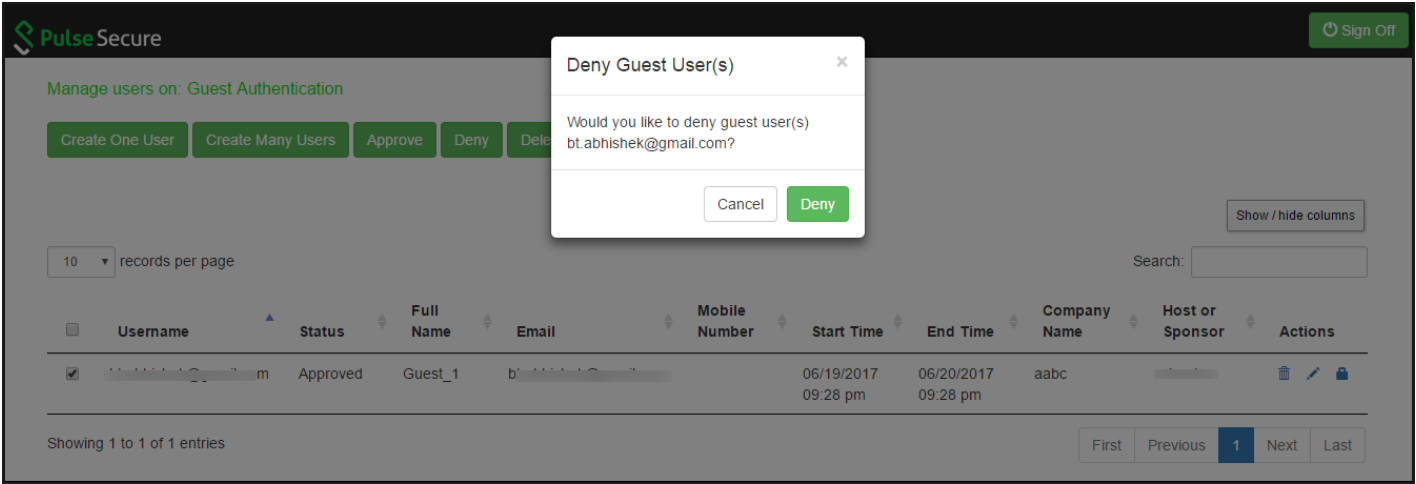 Pulse Secure
Sign Off
Deny Guest User(s)
×
Manage users on: Guest Authentication
Would you like to deny guest user(s)
bt.abhishek@gmail.com?
Create One User
Create Many Users
Approve
Deny
Dele
Cancel
Deny
Show / hide columns
10 records per page
Search:
Username
Status
Full
Name
Email
Mobile
Number
Start Time
End Time
Company
Name
Host or
Sponsor
Actions
Approved
Guest_1
06/19/2017
09:28 pm
06/20/2017
09:28 pm
aabc
Showing 1 to 1 of 1 entries
First
Previous
1
Next
Last